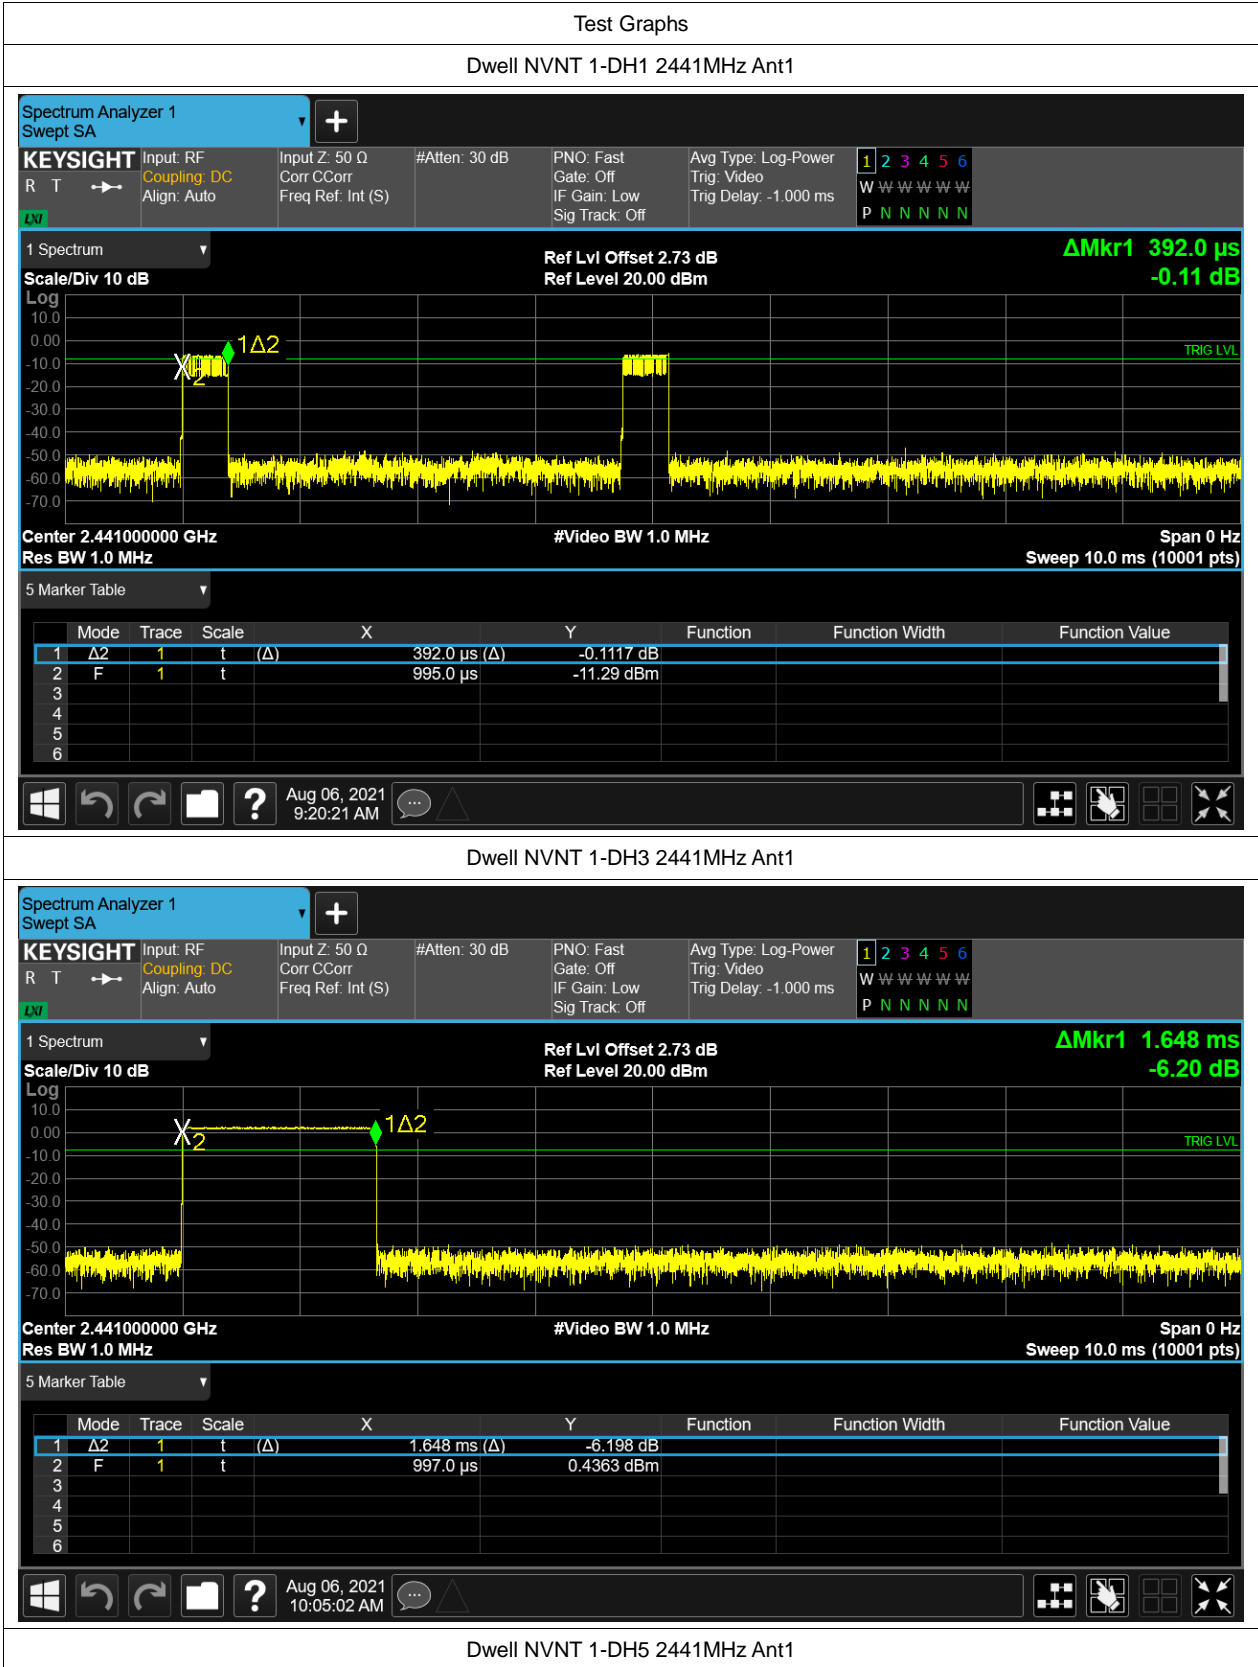 Test Graphs
Dwell NVNT 1-DH1 2441MHz Ant1
Spectrum Analyzer 1
Swept SA
KEYSIGHT Input: RF Input Z: 50 Ω #Atten: 30 dB PNO: Fast Avg Type: Log-Power 1 2 3 4 5 6
R T Coupling: DC Corr CCorr Gate: Off Trig: Video W W W W W W
Align: Auto Freq Ref: Int (S) IF Gain: Low Trig Delay: -1.000 ms
LXI Sig Track: Off P N N N N N
1 Spectrum Ref Lvl Offset 2.73 dB ΔMkr1 392.0 µs
Scale/Div 10 dB Ref Level 20.00 dBm -0.11 dB
Log
10.0
0.00 1Δ2
TRIG LVL
-10.0
2
-20.0
-30.0
-40.0
-50.0
-60.0
-70.0
Center 2.441000000 GHz #Video BW 1.0 MHz Span 0 Hz
Res BW 1.0 MHz Sweep 10.0 ms (10001 pts)
5 Marker Table
Mode Trace Scale X Y Function Function Width Function Value
1 Δ2 1 t (Δ) 392.0 µs (Δ) -0.1117 dB
2 F 1 t 995.0 µs -11.29 dBm
3
4
5
6
? Aug 06, 2021
9:20:21 AM
Dwell NVNT 1-DH3 2441MHz Ant1
Spectrum Analyzer 1
Swept SA
KEYSIGHT Input: RF Input Z: 50 Ω #Atten: 30 dB PNO: Fast Avg Type: Log-Power 1 2 3 4 5 6
R T Coupling: DC Corr CCorr Gate: Off Trig: Video W W W W W W
Align: Auto Freq Ref: Int (S) IF Gain: Low Trig Delay: -1.000 ms
LXI Sig Track: Off P N N N N N
1 Spectrum Ref Lvl Offset 2.73 dB ΔMkr1 1.648 ms
Scale/Div 10 dB Ref Level 20.00 dBm -6.20 dB
Log
10.0
1Δ2
0.00
2
TRIG LVL
-10.0
-20.0
-30.0
-40.0
-50.0
-60.0
-70.0
Center 2.441000000 GHz #Video BW 1.0 MHz Span 0 Hz
Res BW 1.0 MHz Sweep 10.0 ms (10001 pts)
5 Marker Table
Mode Trace Scale X Y Function Function Width Function Value
1 Δ2 1 t (Δ) 1.648 ms (Δ) -6.198 dB
2 F 1 t 997.0 µs 0.4363 dBm
3
4
5
6
? Aug 06, 2021
10:05:02 AM
Dwell NVNT 1-DH5 2441MHz Ant1